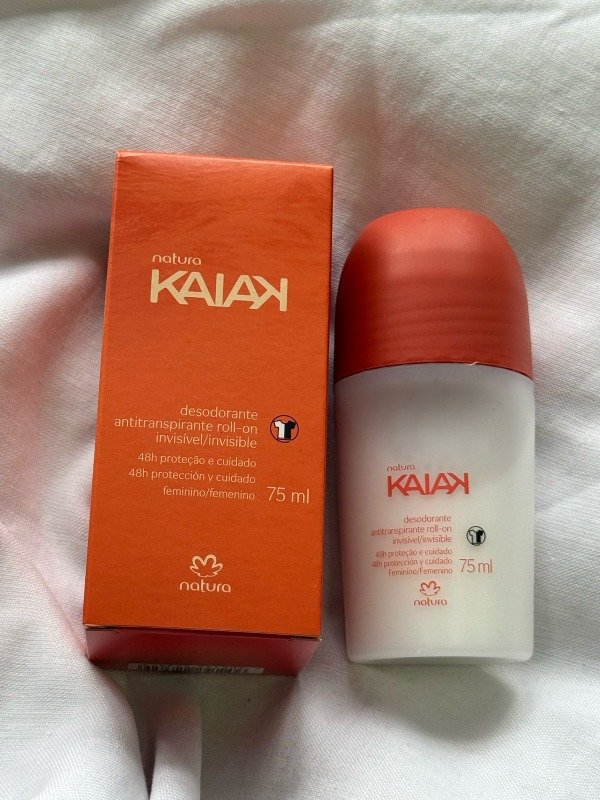 natura
KAIAK
desodorante
antitranspirante roll-on
invisível/invisible
48h proteção e cuidado
48h protección y cuidado
feminino/femenino 75 ml
natura
natura
KAIAK
desodorante
antitranspirante roll-on
invisível/invisible
48h proteção e cuidado
48h protección y cuidado
Feminino/Femenino 75 ml
natura